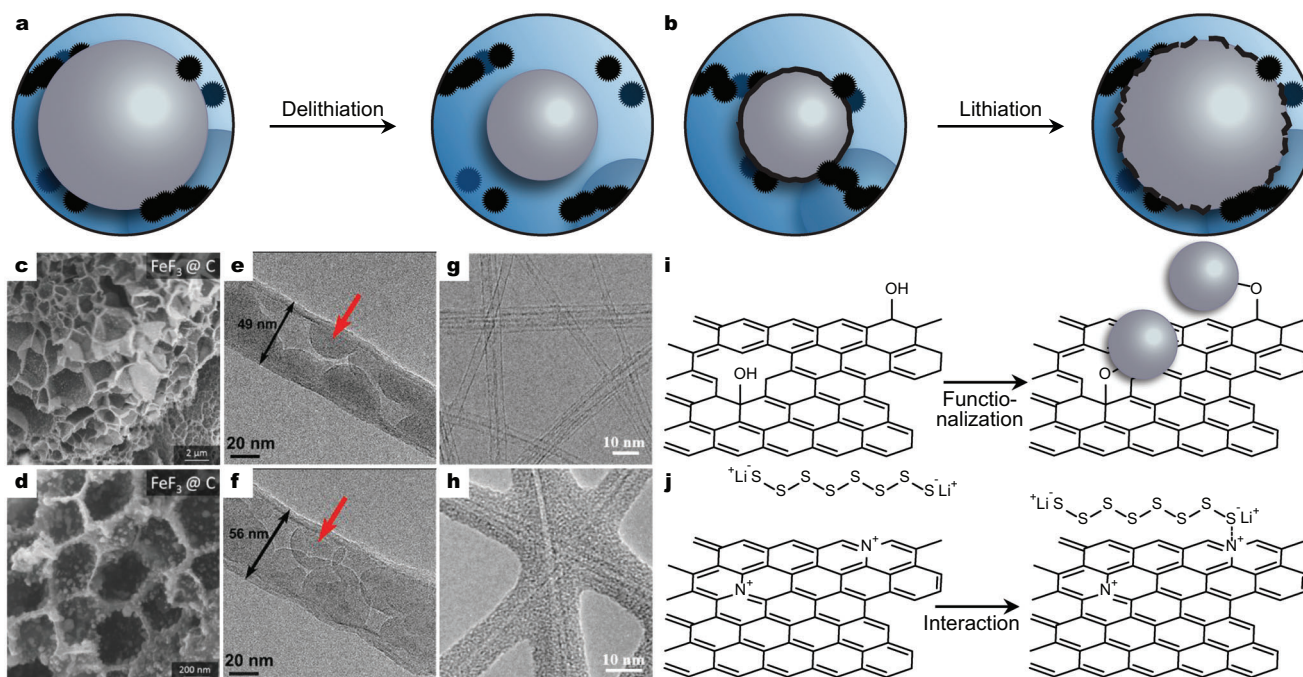 a
Delithiation
b
Lithiation
c
FeF₃ @ C
2 µm
e
49 nm
20 nm
g
10 nm
i
OH
OH
Functio-
nalization
O
O
d
FeF₃ @ C
200 nm
f
56 nm
20 nm
h
10 nm
j
⁺Li⁻S S S S S S S S⁻Li⁺
N⁺
N⁺
Interaction
⁺Li⁻S S S S S S S S⁻Li⁺
N⁺
N⁺